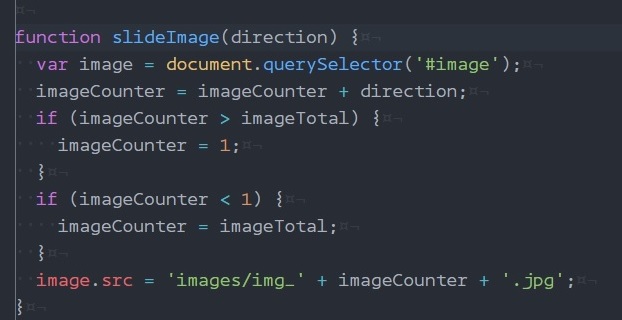 function slideImage(direction) {
  var image = document.querySelector('#image');
  imageCounter = imageCounter + direction;
  if (imageCounter > imageTotal) {
    imageCounter = 1;
  }
  if (imageCounter < 1) {
    imageCounter = imageTotal;
  }
  image.src = 'images/img_' + imageCounter + '.jpg';
}